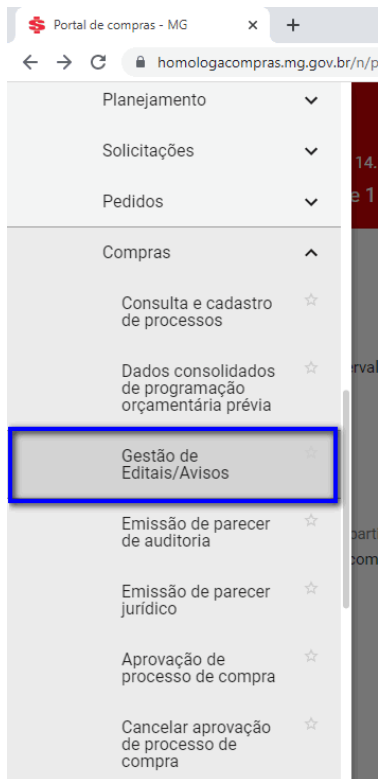 Portal de compras - MG
homologacompras.mg.gov.br/n/p
Planejamento
Solicitações
14.
Pedidos
e 1
Compras
Consulta e cadastro
de processos
Dados consolidados
de programação
orçamentária prévia
Gestão de
Editais/Avisos
Emissão de parecer
de auditoria
Emissão de parecer
jurídico
Aprovação de
processo de compra
Cancelar aprovação
de processo de
compra